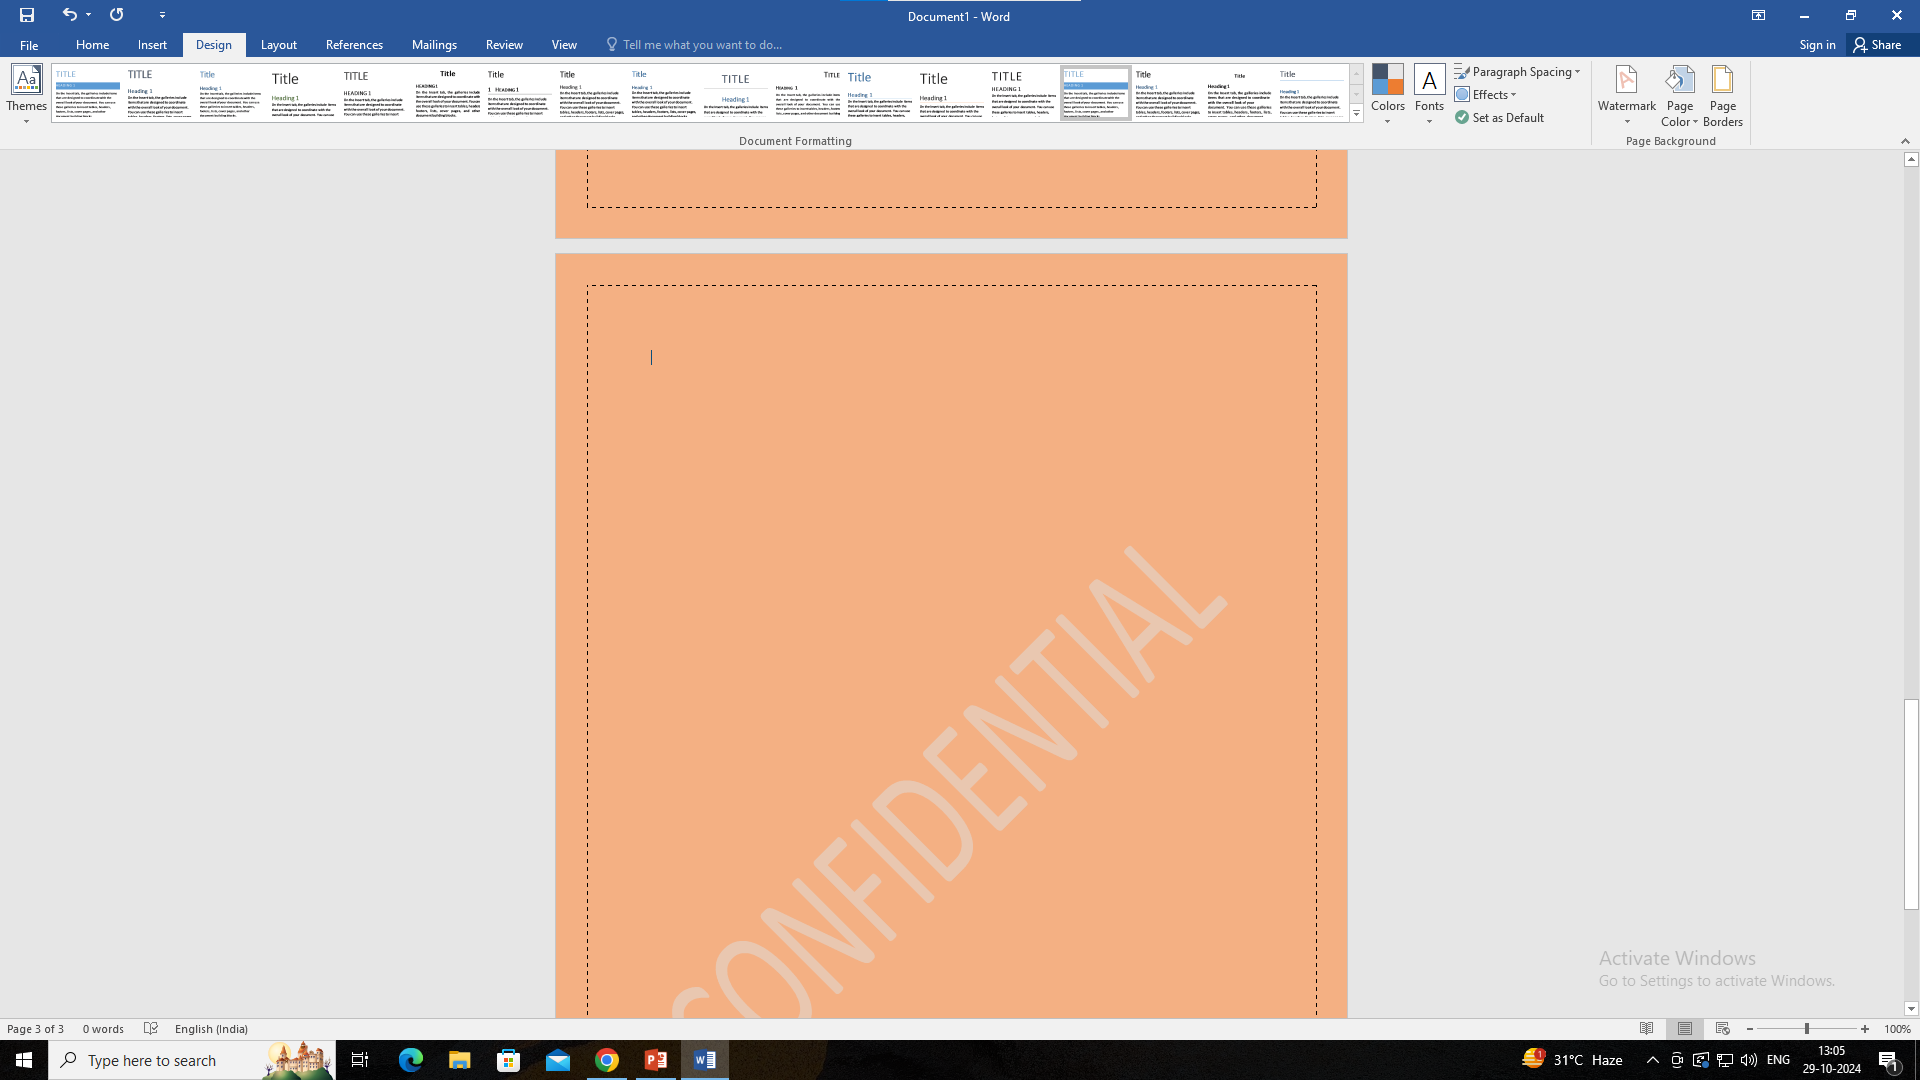 Document1 - Word
File Home Insert Design Layout References Mailings Review View Tell me what you want to do... Sign in Share
Themes
TITLE TITLE Title Title TITLE Title Title Title Title TITLE TITLE Title Title TITLE TITLE Title Title Title Title
Colors Fonts
Paragraph Spacing
Effects
Set as Default
Watermark Page Color Page Borders
Document Formatting Page Background
CONFIDENTIAL
Activate Windows
Go to Settings to activate Windows.
Page 3 of 3 0 words English (India) 100%
Type here to search 31°C Haze ENG 13:05
29-10-2024